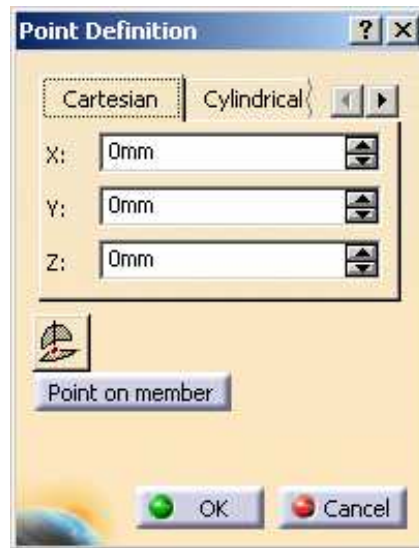 Point Definition ? ×
Cartesian Cylindrical
X: 0mm
Y: 0mm
Z: 0mm
Point on member
OK Cancel